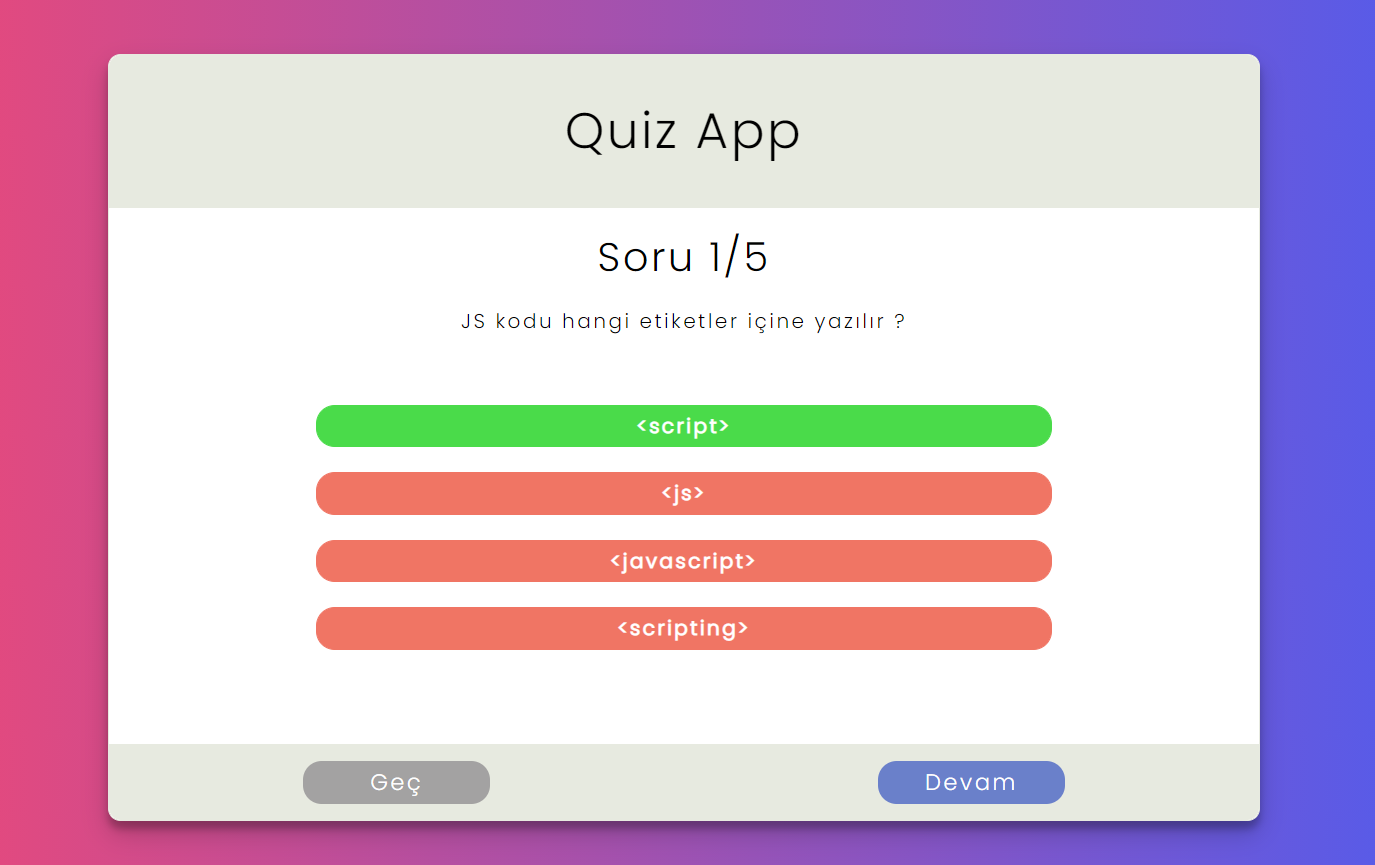 Quiz App
Soru 1/5
JS kodu hangi etiketler içine yazılır ?
<script>
<js>
<javascript>
<scripting>
Geç
Devam